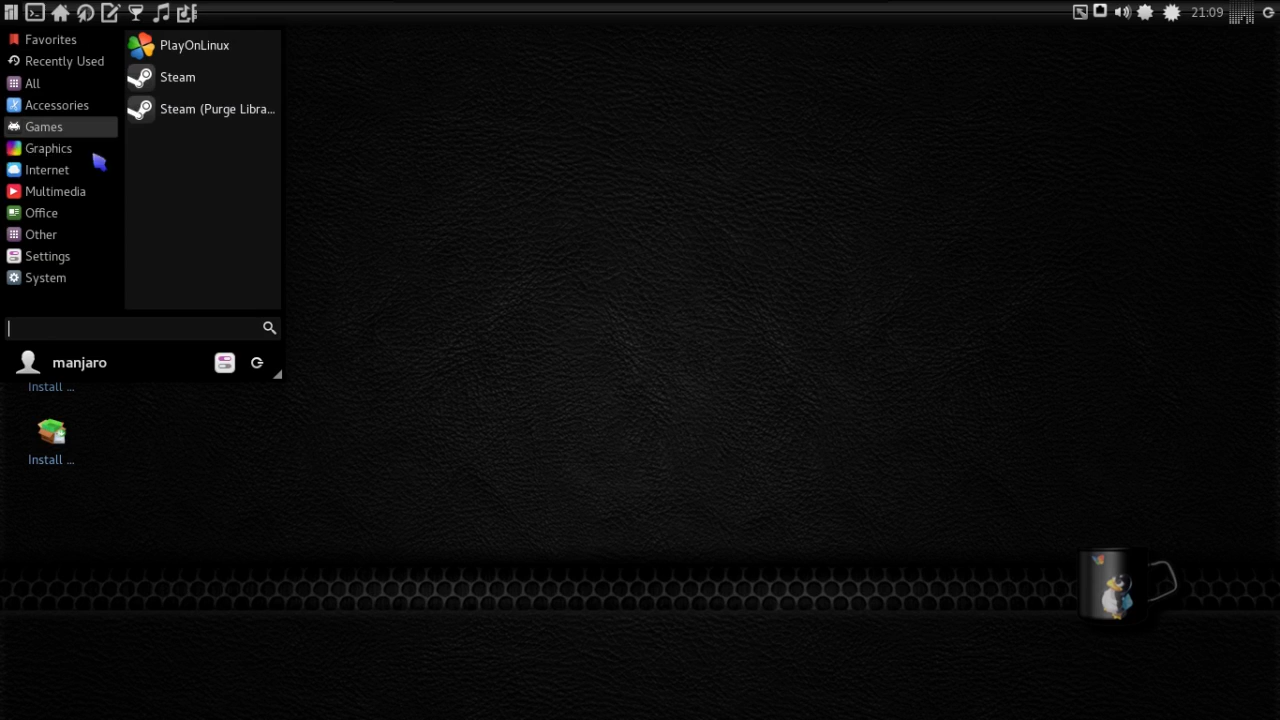 21:09
Favorites
Recently Used
All
Accessories
Games
Graphics
Internet
Multimedia
Office
Other
Settings
System
PlayOnLinux
Steam
Steam (Purge Libra...
manjaro
Install ...
Install ...